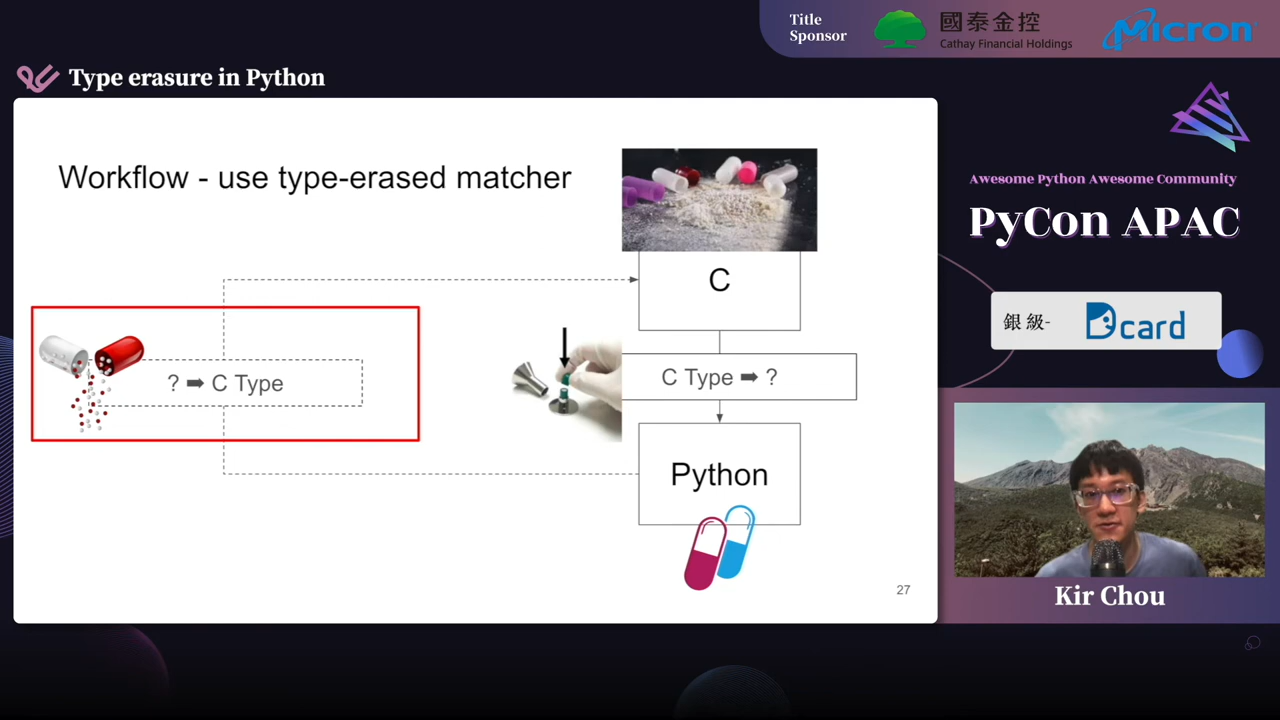 Title
Sponsor
國泰金控
Cathay Financial Holdings
Micron
Type erasure in Python
Workflow - use type-erased matcher
C
? ➡ C Type
C Type ➡ ?
Python
27
Awesome Python Awesome Community
PyCon APAC
銀級-
Dcard
Kir Chou